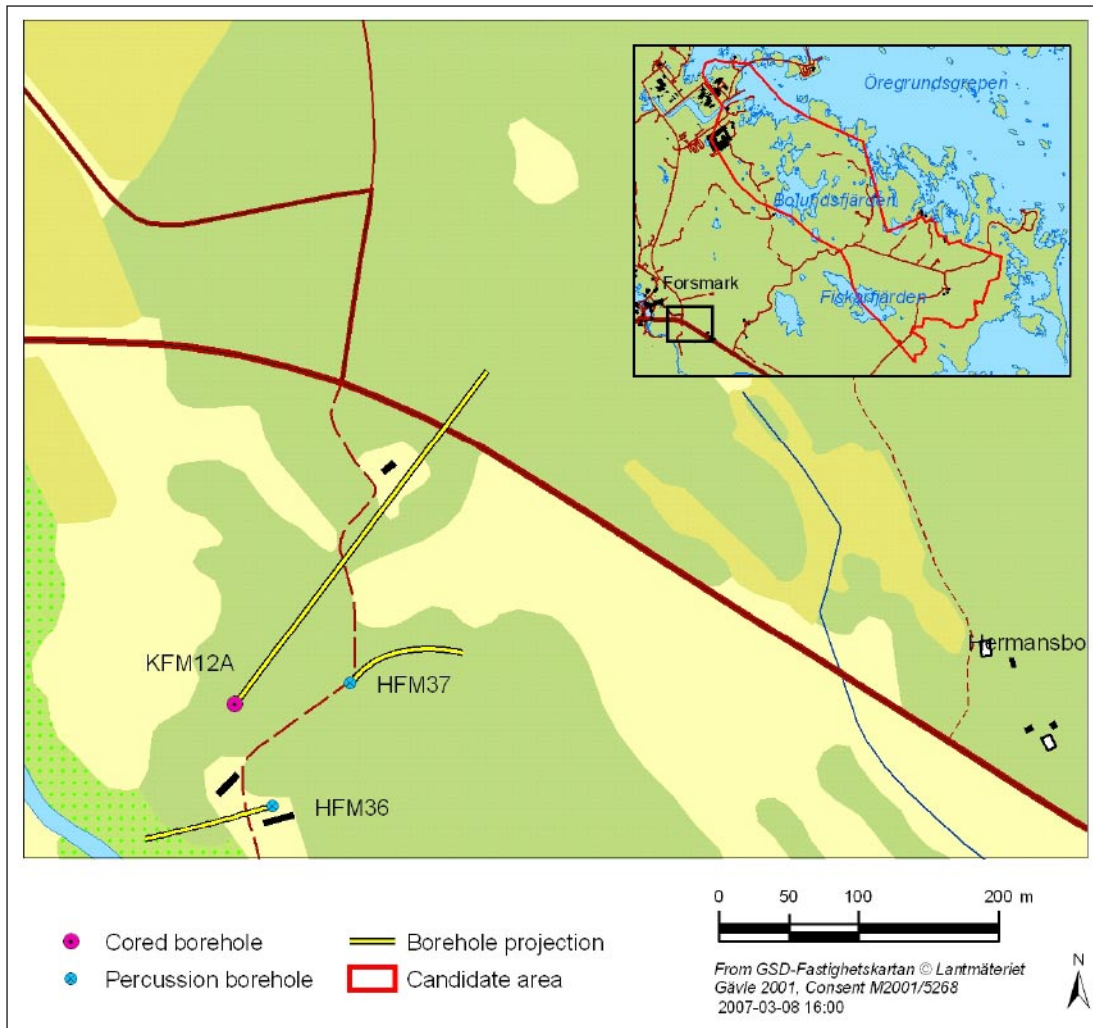 Öregrundsgrepen
Bolundsfjärden
Forsmark
Fiskarfjärden
Hermansbo
KFM12A
HFM37
HFM36
Cored borehole
Percussion borehole
Borehole projection
Candidate area
0 50 100 200 m
From GSD-Fastighetskartan © Lantmäteriet
Gävle 2001, Consent M2001/5268
2007-03-08 16:00
N